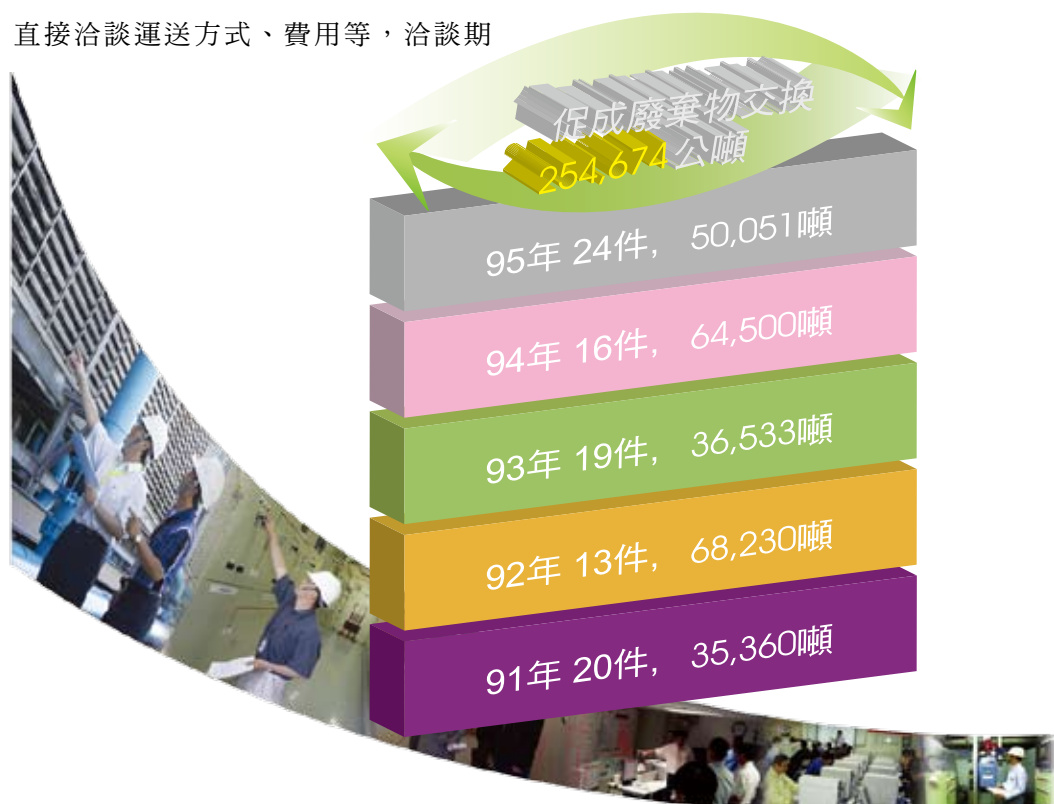 直接洽談運送方式、費用等，洽談期
促成廢棄物交換
254,674公噸
95年 24件， 50,051噸
94年 16件， 64,500噸
93年 19件， 36,533噸
92年 13件， 68,230噸
91年 20件， 35,360噸